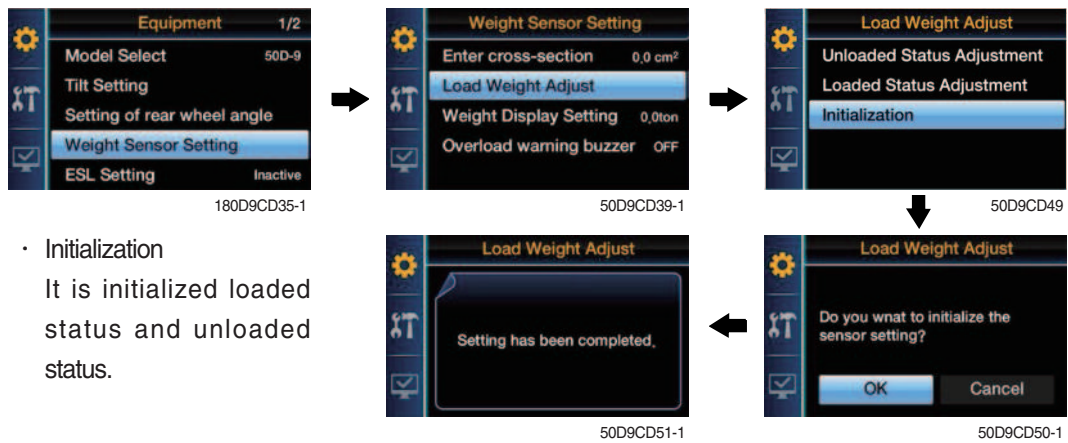 Equipment 1/2
Model Select 50D-9
Tilt Setting
Setting of rear wheel angle
Weight Sensor Setting
ESL Setting Inactive
180D9CD35-1
Weight Sensor Setting
Enter cross-section 0.0 cm²
Load Weight Adjust
Weight Display Setting 0.0ton
Overload warning buzzer OFF
50D9CD39-1
Load Weight Adjust
Unloaded Status Adjustment
Loaded Status Adjustment
Initialization
50D9CD49
· Initialization
It is initialized loaded
status and unloaded
status.
Load Weight Adjust
Do you wnat to initialize the
sensor setting?
OK Cancel
50D9CD50-1
Load Weight Adjust
Setting has been completed.
50D9CD51-1